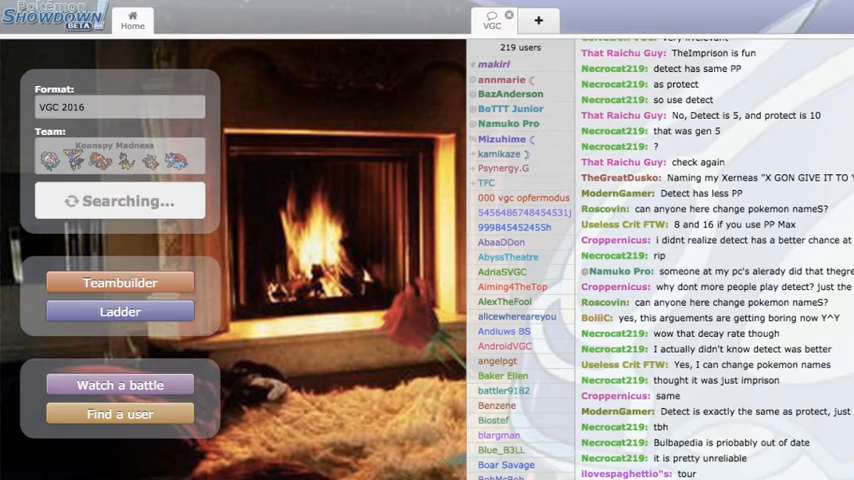 Pokémon
Showdown
BETA
Home
VGC
Format:
VGC 2016
Team:
Keanspy Madness
Searching...
Teambuilder
Ladder
Watch a battle
Find a user
219 users
# makiri
@ annmarie
@ BazAnderson
@ BoTTT Junior
@ Namuko Pro
% Mizuhime
+ kamikaze
+ Psynergy.G
+ TFC
000 vgc opfermodus
5456486748454531j
999845452455h
AbaaDDon
AbyssTheatre
AdriaSVGC
Aiming4TheTop
AlexTheFool
alicewhereareyou
Andiuws BS
AndroidVGC
angelpgt
Baker Ellen
battler9182
Benzene
Biostef
blargman
Blue_B3LL
Boar Savage
That Raichu Guy: TheImprison is fun
Necrocat219: detect has same PP
Necrocat219: as protect
Necrocat219: so use detect
That Raichu Guy: No, Detect is 5, and protect is 10
Necrocat219: that was gen 5
Necrocat219: ?
That Raichu Guy: check again
TheGreatDusko: Naming my Xerneas "X GON GIVE IT TO Y
ModernGamer: Detect has less PP
Roscovin: can anyone here change pokemon nameS?
Useless Crit FTW: 8 and 16 if you use PP Max
Croppernicus: i didnt realize detect has a better chance at
Necrocat219: rip
@Namuko Pro: someone at my pc's alerady did that thegre
Croppernicus: why dont more people play detect? just the
Roscovin: can anyone here change pokemon nameS?
BoiliC: yes, this arguements are getting boring now Y^Y
Necrocat219: wow that decay rate though
Necrocat219: I actually didn't know detect was better
Useless Crit FTW: Yes, I can change pokemon names
Necrocat219: thought it was just imprison
Croppernicus: same
ModernGamer: Detect is exactly the same as protect, just
Necrocat219: tbh
Necrocat219: Bulbapedia is priobably out of date
Necrocat219: it is pretty unreliable
ilovespaghettio"s: tour